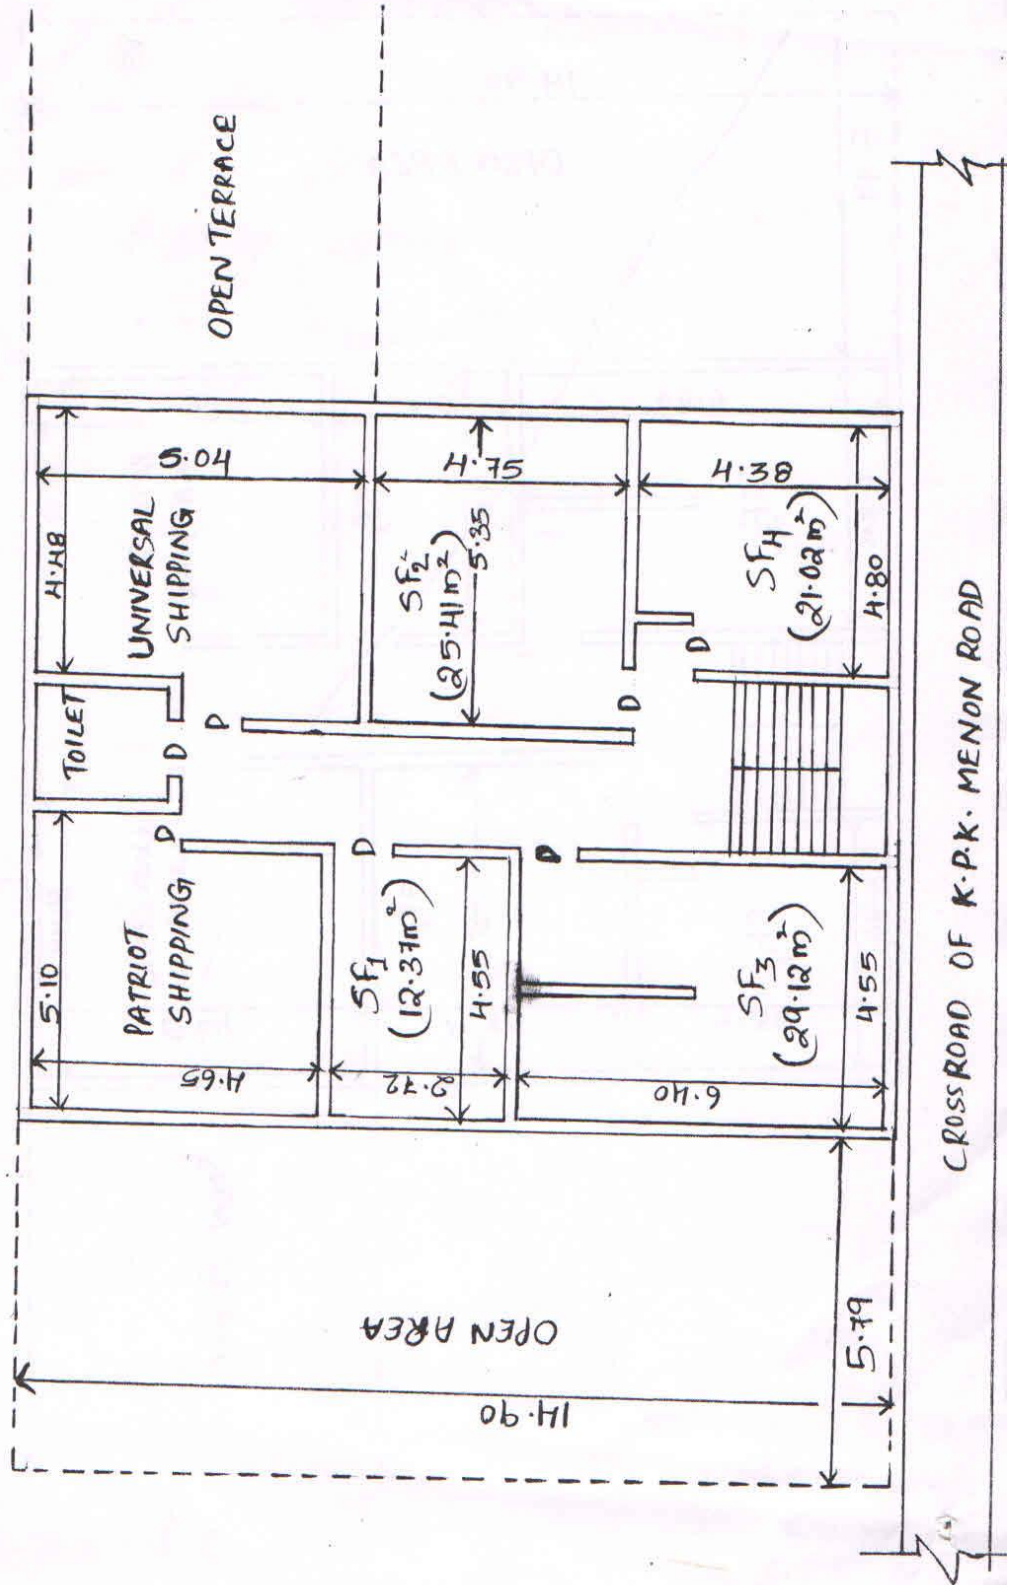 OPEN TERRACE
4.48
5.04
UNIVERSAL
SHIPPING
TOILET
D
D
D
5.10
PATRIOT
SHIPPING
4.65
SF1
(12.37m²)
4.55
2.72
D
SF2
(25.41m²)
5.35
4.75
D
SF3
(29.12m²)
4.55
6.40
D
SF4
(21.02m²)
4.80
4.38
D
OPEN AREA
14.90
5.79
CROSS ROAD OF K.P.K. MENON ROAD